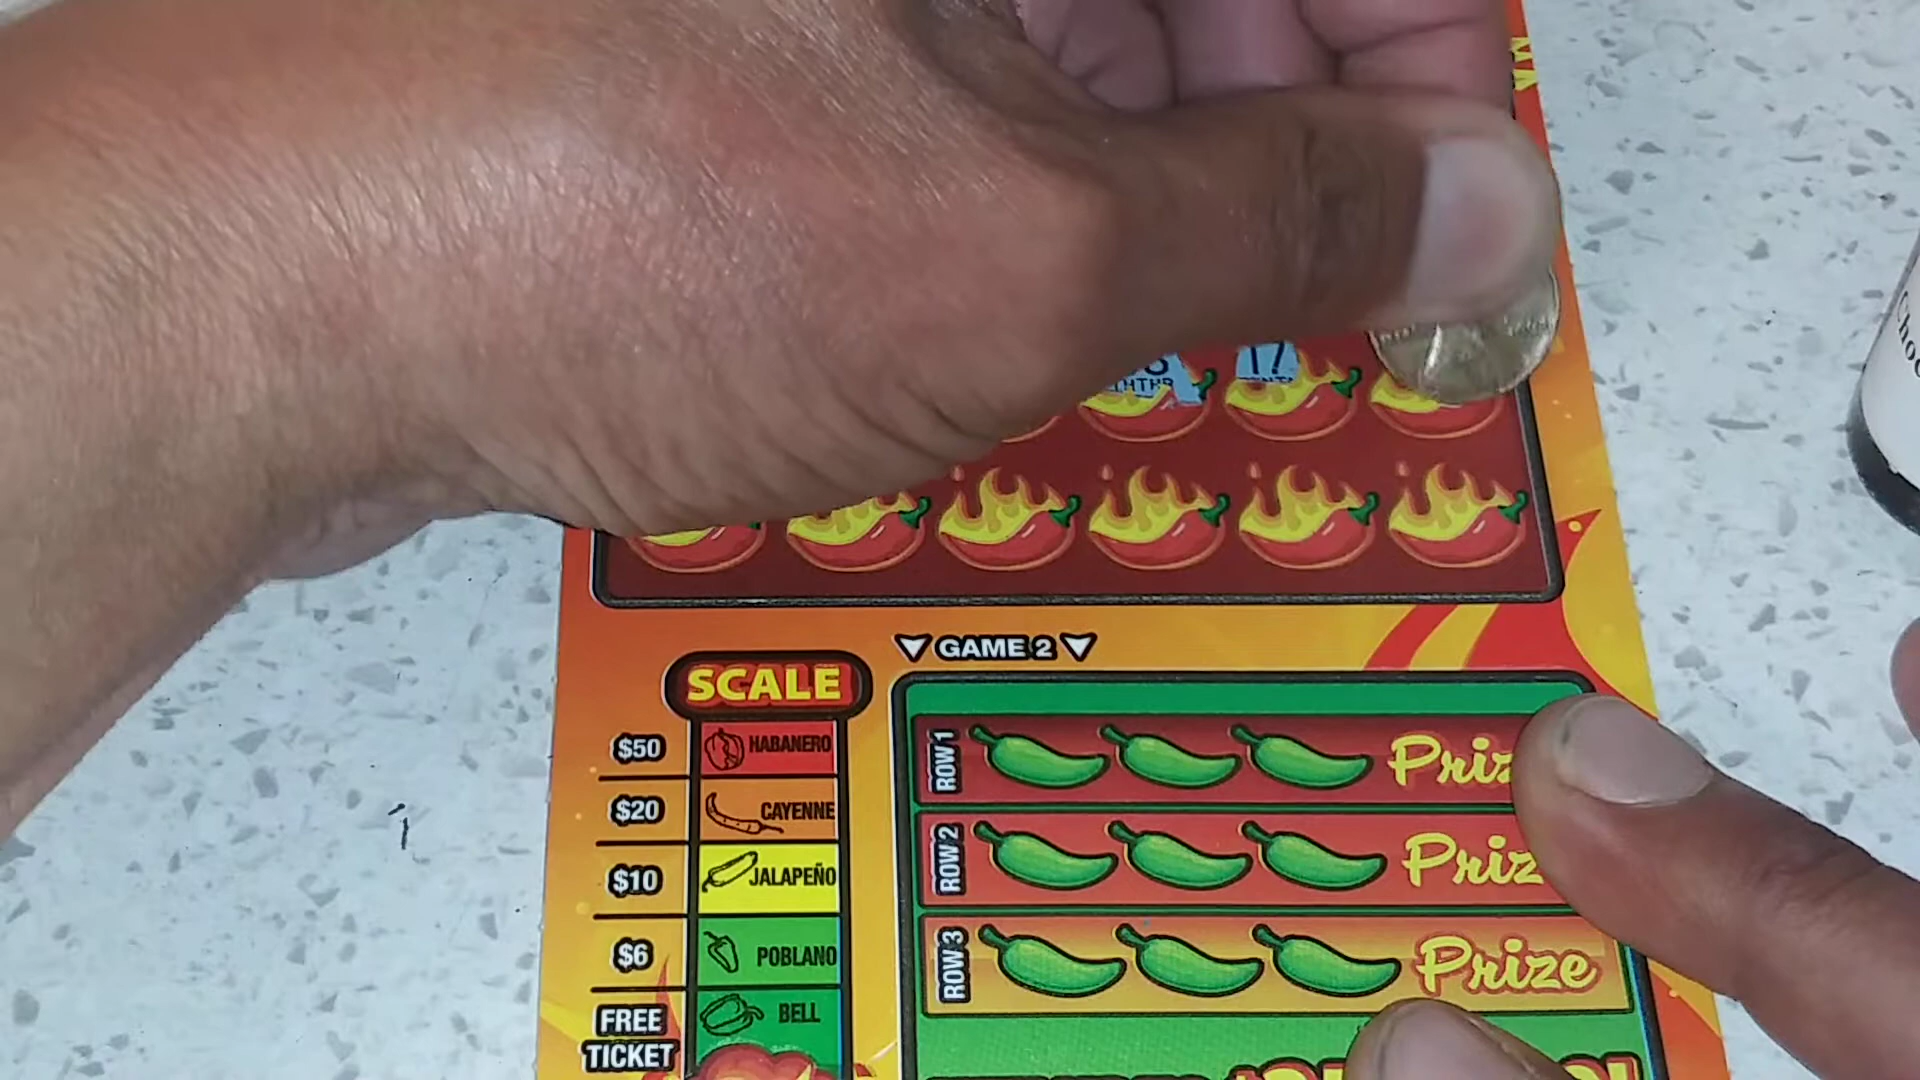 17
GAME 2
SCALE
$50 HABANERO
$20 CAYENNE
$10 JALAPEÑO
$6 POBLANO
FREE TICKET BELL
ROW 1
ROW 2
ROW 3 Prize